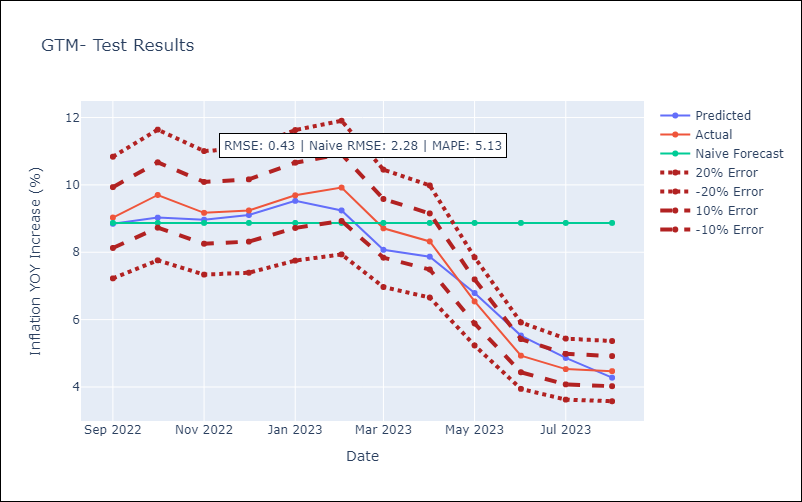 GTM- Test Results
12
10
8
6
4
Inflation YOY Increase (%)
RMSE: 0.43 | Naive RMSE: 2.28 | MAPE: 5.13
Sep 2022
Nov 2022
Jan 2023
Mar 2023
May 2023
Jul 2023
Date
Predicted
Actual
Naive Forecast
20% Error
-20% Error
10% Error
-10% Error